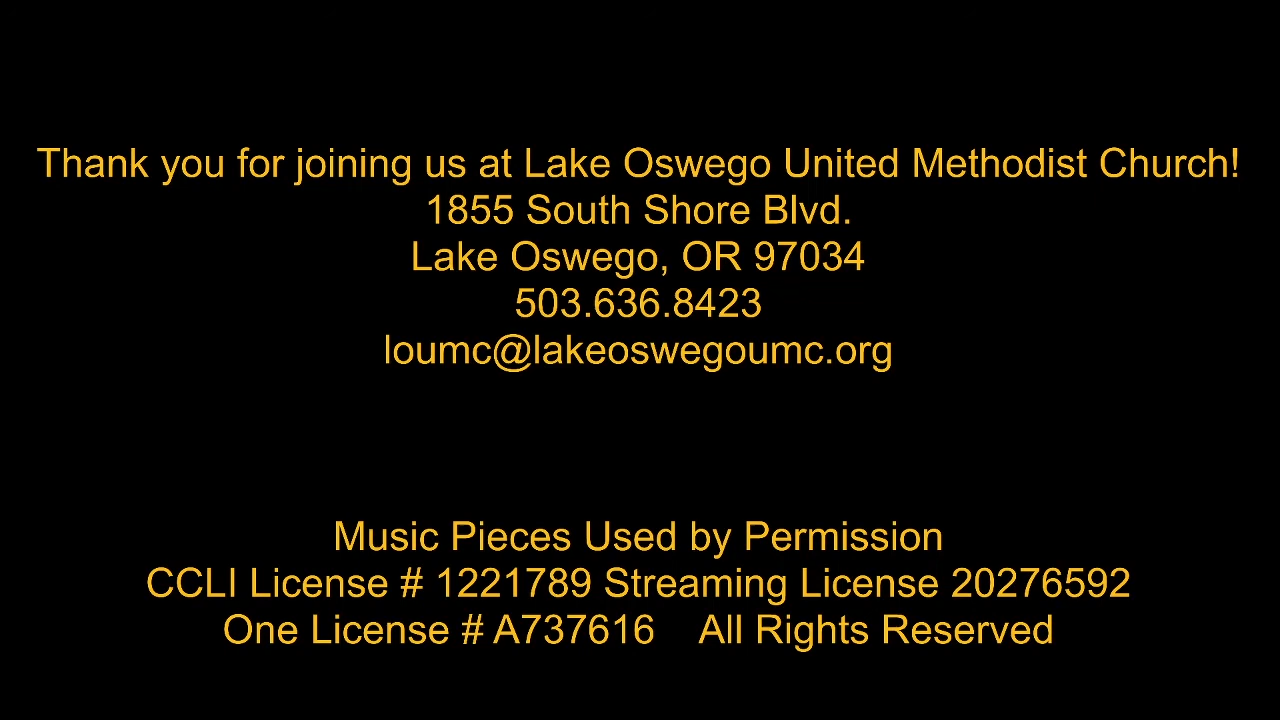 Thank you for joining us at Lake Oswego United Methodist Church!
1855 South Shore Blvd.
Lake Oswego, OR 97034
503.636.8423
loumc@lakeoswegoumc.org
Music Pieces Used by Permission
CCLI License # 1221789 Streaming License 20276592
One License # A737616    All Rights Reserved